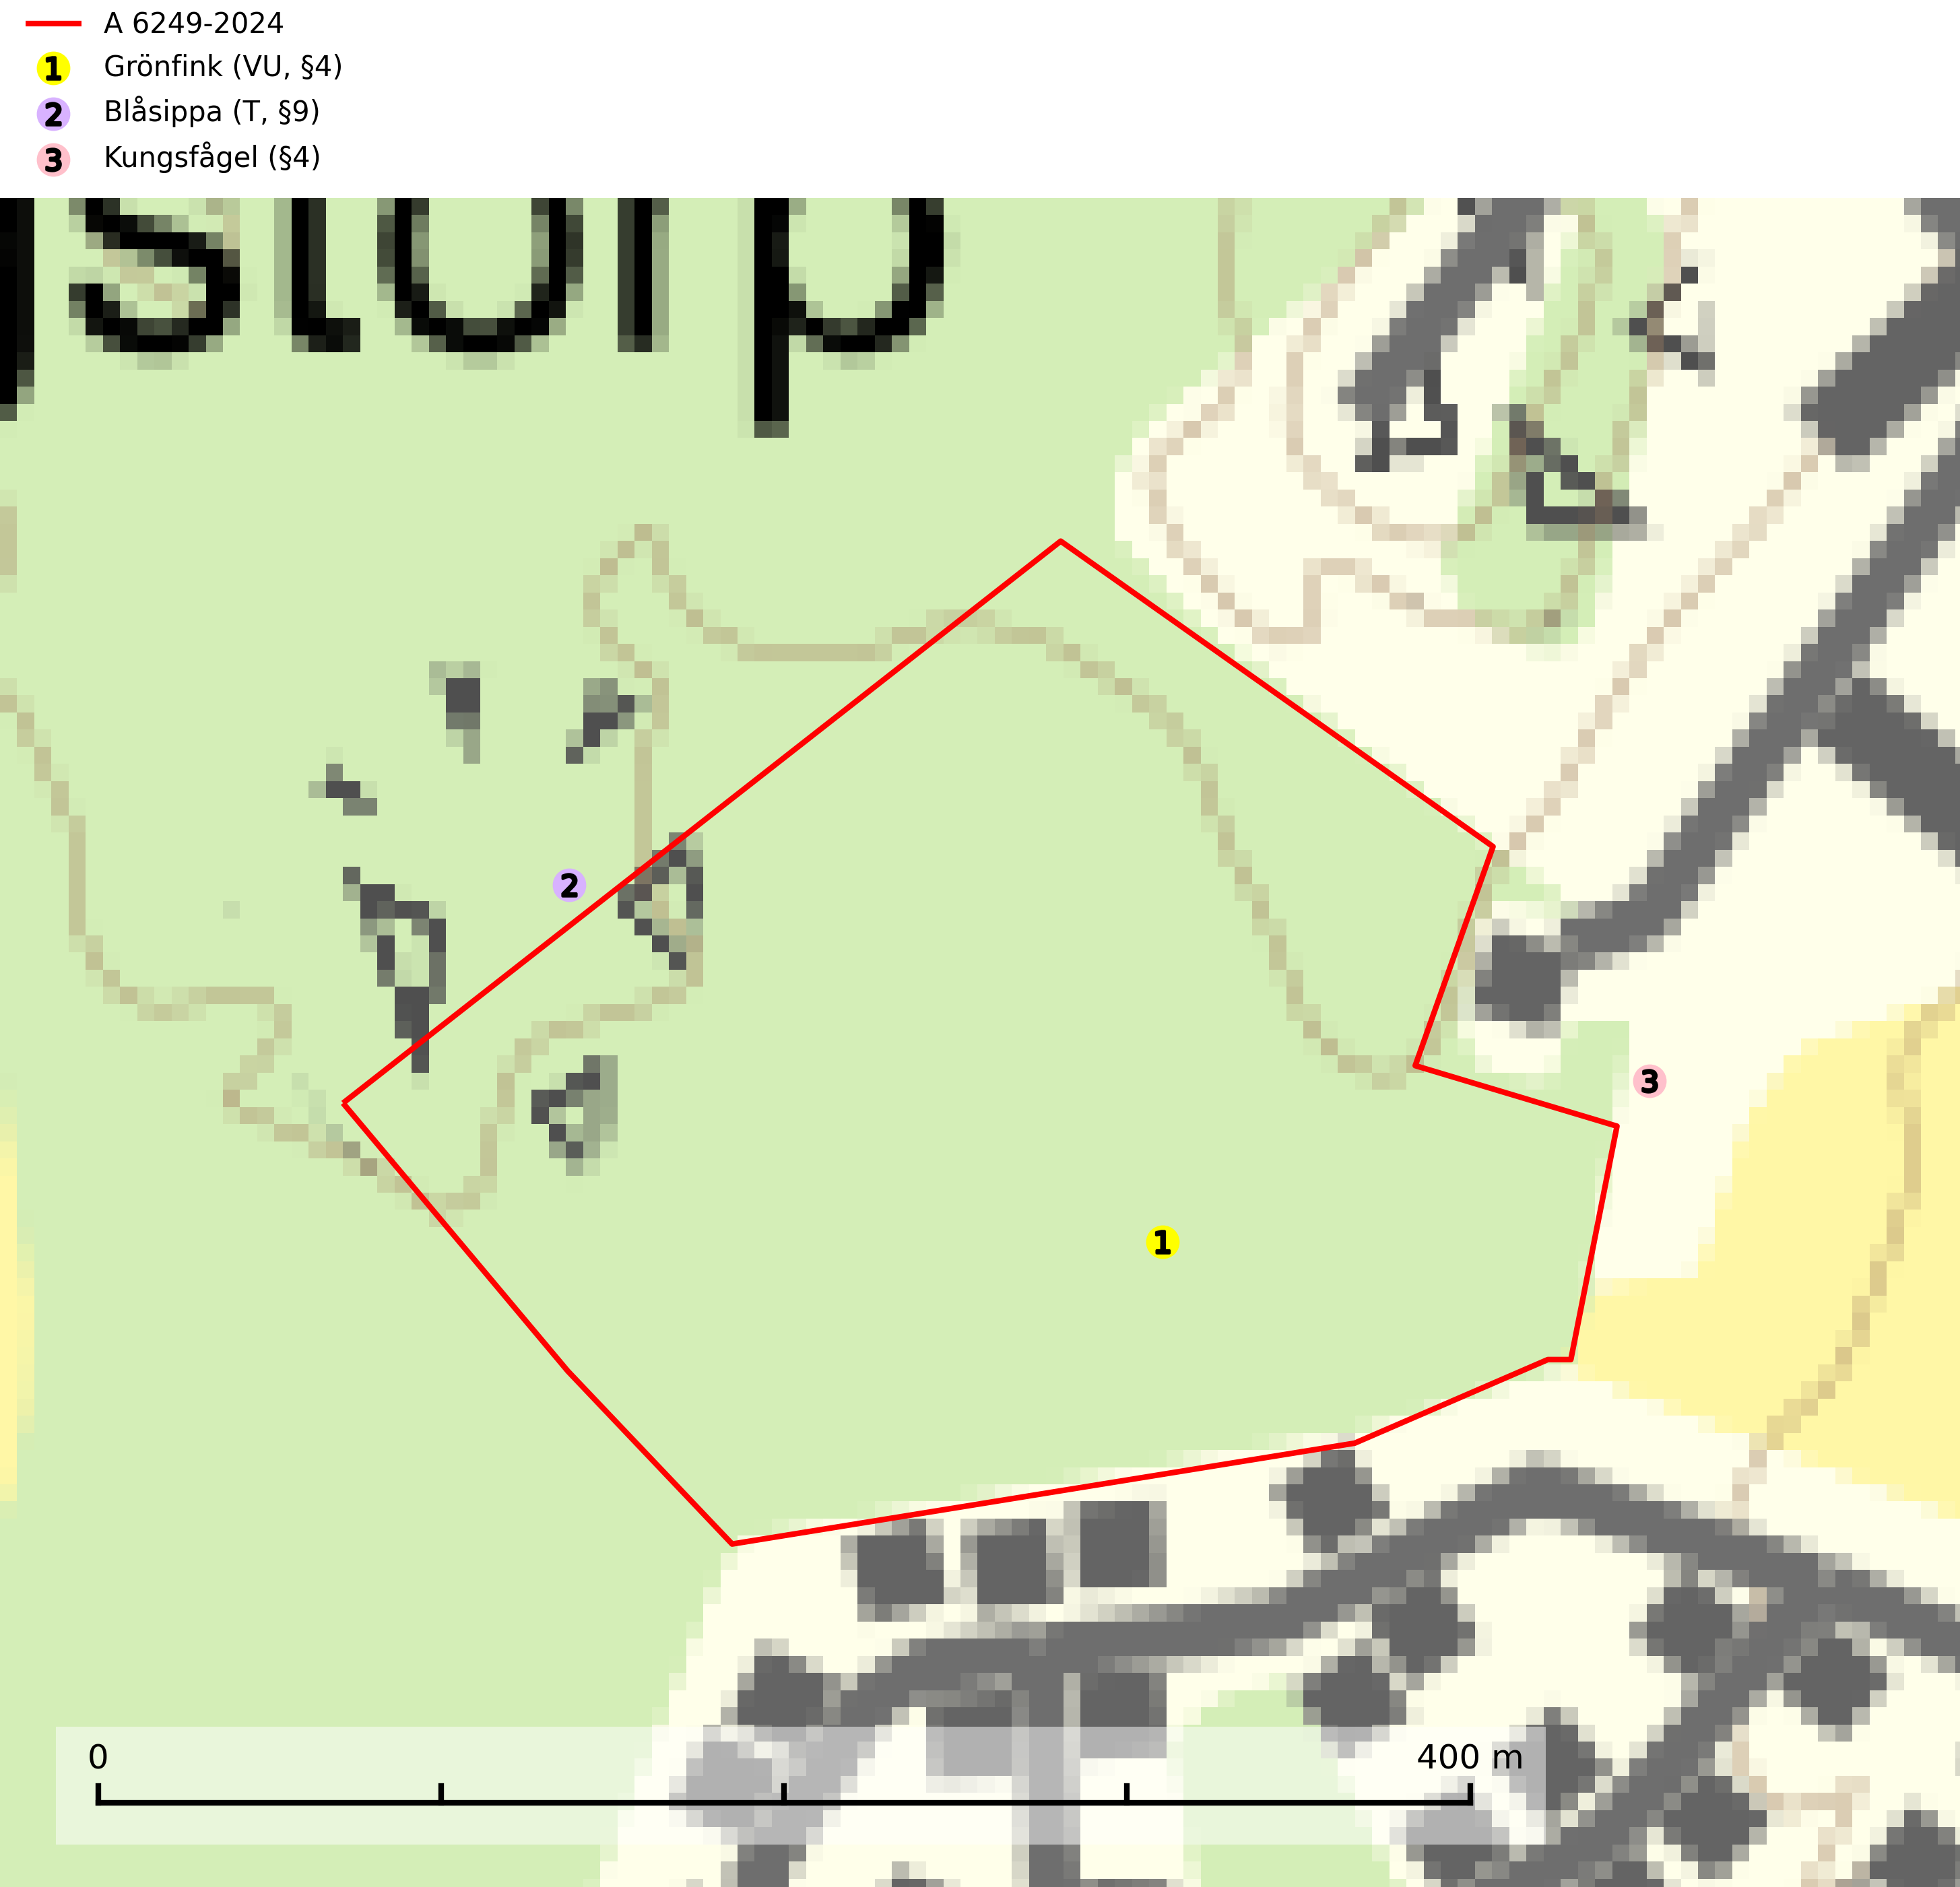 A 6249-2024
1 Grönfink (VU, §4)
2 Blåsippa (T, §9)
3 Kungsfågel (§4)
2
3
1
0 400 m